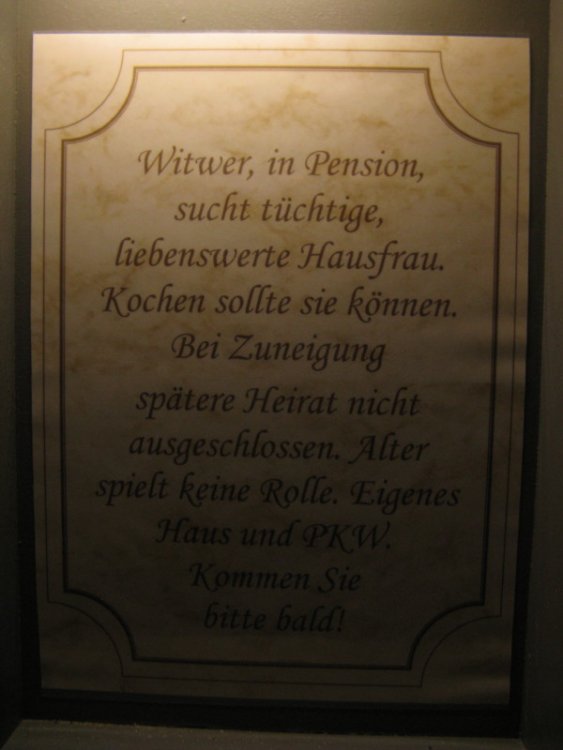 Witwer, in Pension,
sucht tüchtige,
liebenswerte Hausfrau.
Kochen sollte sie können.
Bei Zuneigung
spätere Heirat nicht
ausgeschlossen. Alter
spielt keine Rolle. Eigenes
Haus und PKW.
Kommen Sie
bitte bald!